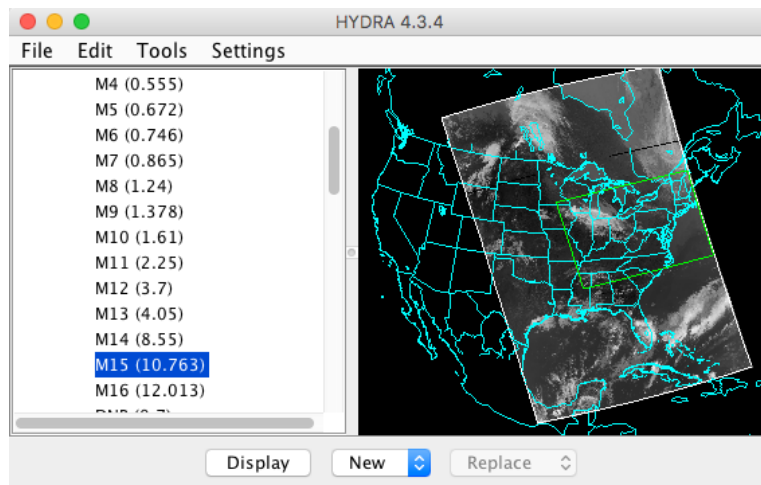 HYDRA 4.3.4
File Edit Tools Settings
M4 (0.555)
M5 (0.672)
M6 (0.746)
M7 (0.865)
M8 (1.24)
M9 (1.378)
M10 (1.61)
M11 (2.25)
M12 (3.7)
M13 (4.05)
M14 (8.55)
M15 (10.763)
M16 (12.013)
Display New Replace